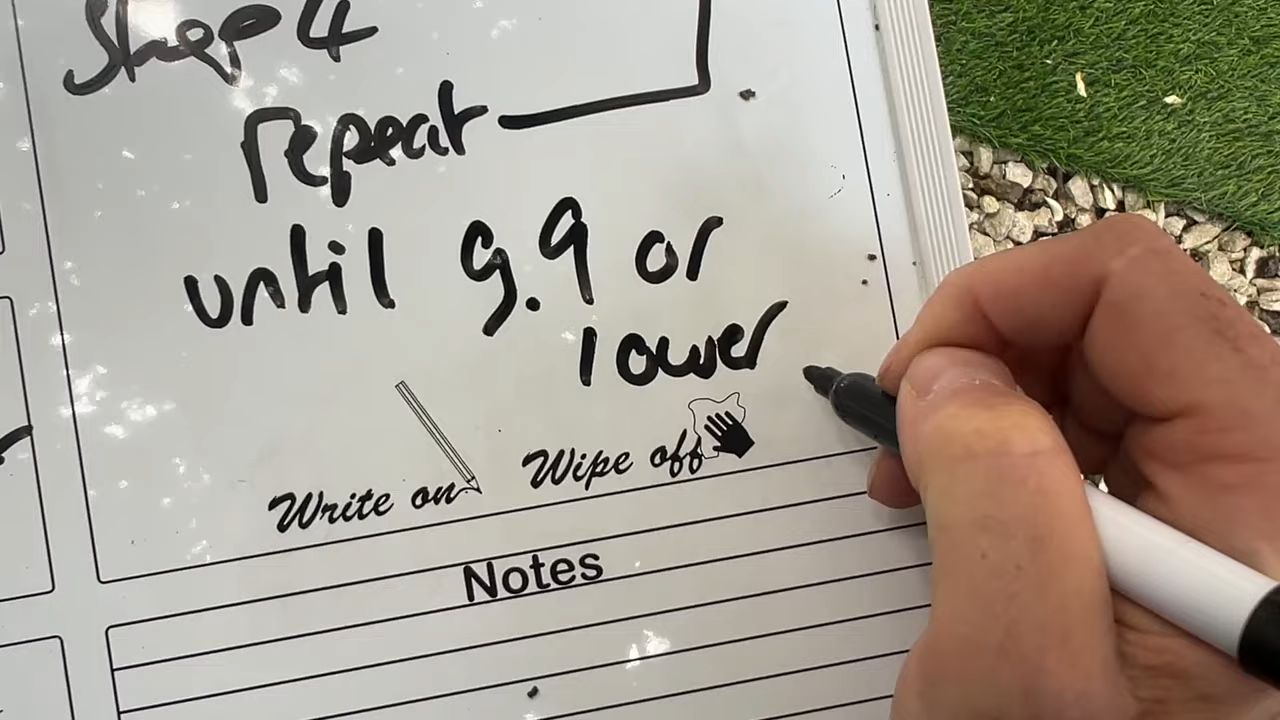 Step 4
repeat
until 9.9 or
lower
Write on Wipe off
Notes